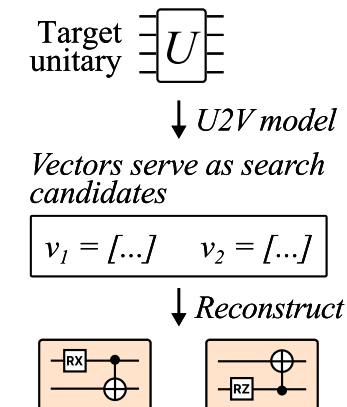 Target
unitary
U
U2V model
Vectors serve as search
candidates
v₁ = [...] v₂ = [...]
Reconstruct
RX
RZ